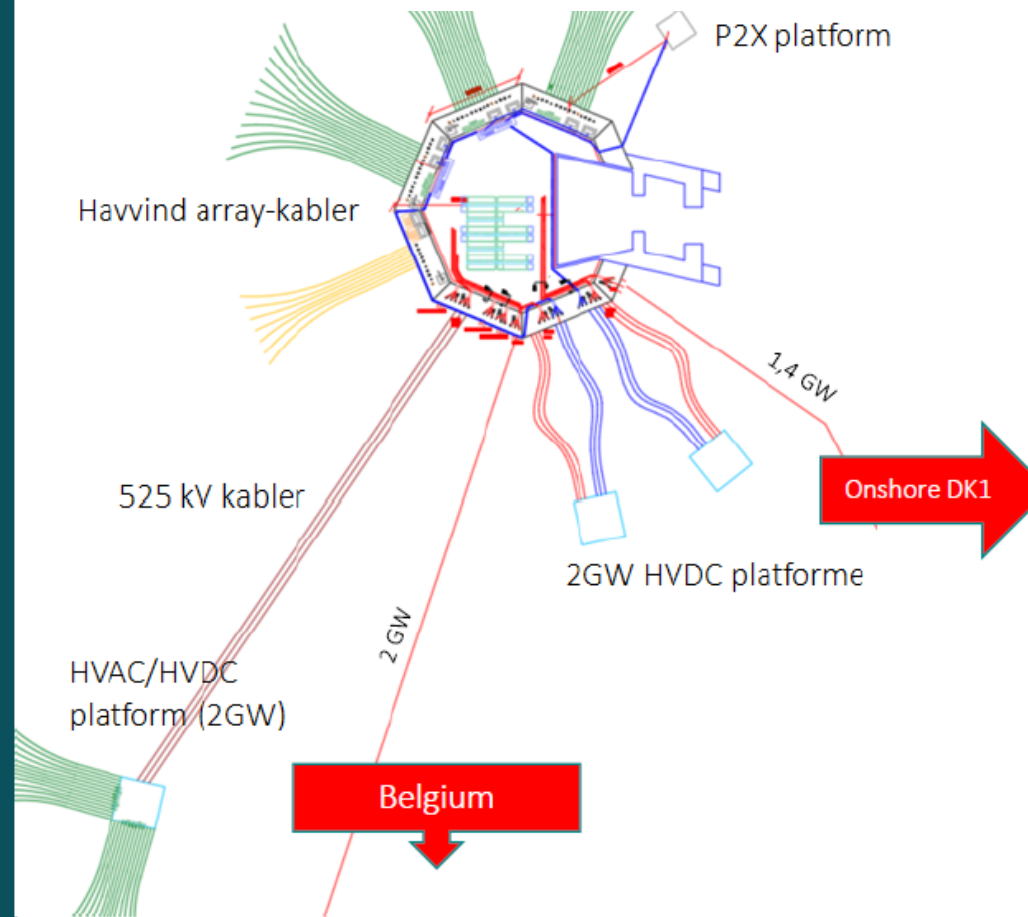 P2X platform
Havvind array-kabler
1,4 GW
525 kV kabler
Onshore DK1
2GW HVDC platforme
2 GW
HVAC/HVDC
platform (2GW)
Belgium